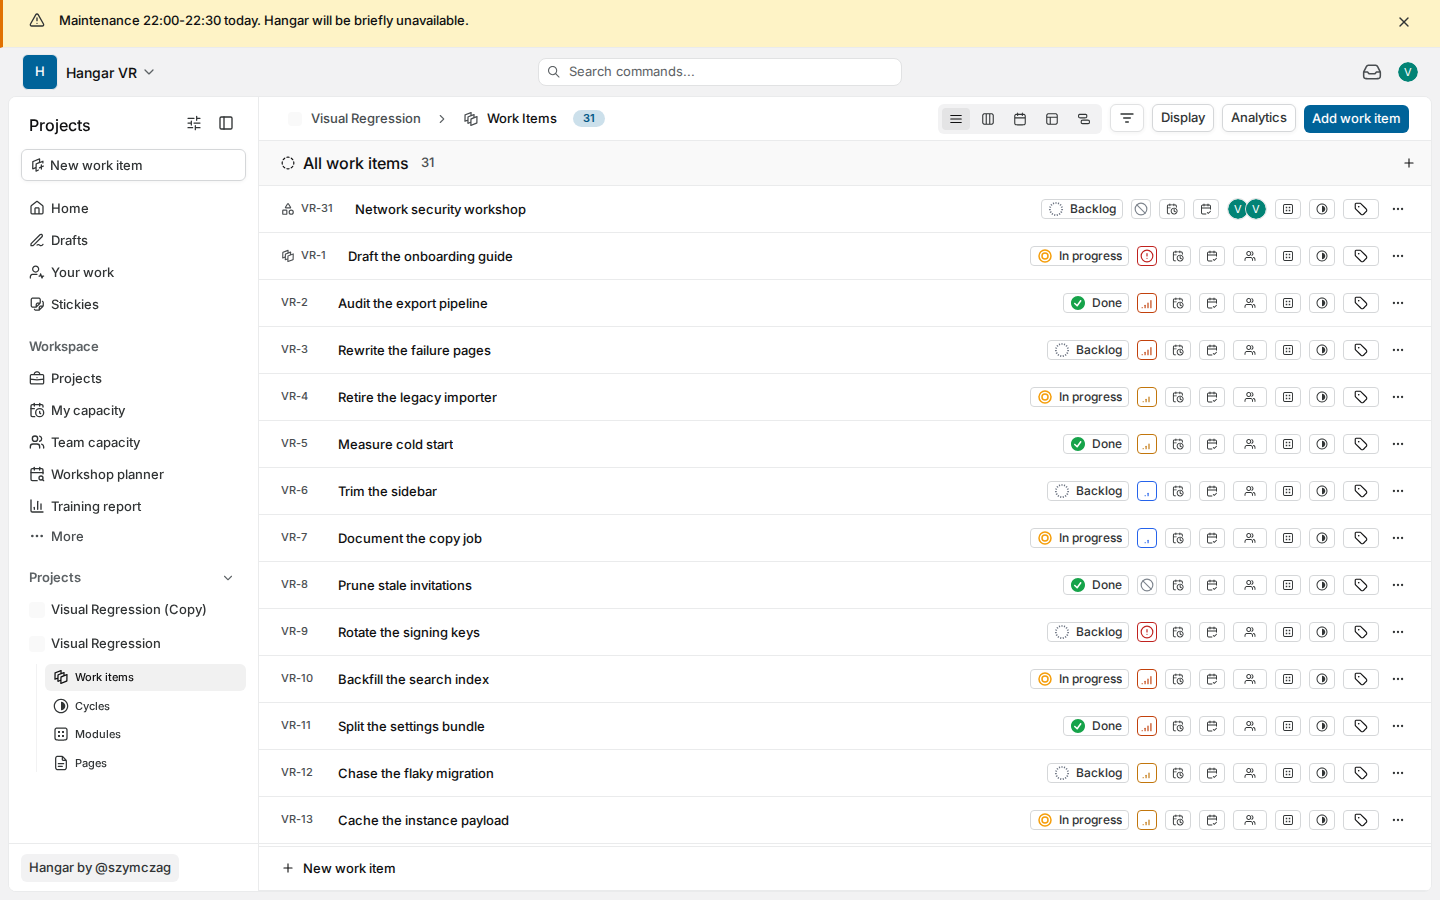 Maintenance 22:00-22:30 today. Hangar will be briefly unavailable.
H Hangar VR
Search commands...
V
Projects
New work item
Home
Drafts
Your work
Stickies
Workspace
Projects
My capacity
Team capacity
Workshop planner
Training report
More
Projects
Visual Regression (Copy)
Visual Regression
Work items
Cycles
Modules
Pages
Hangar by @szymczag
Visual Regression > Work Items 31
Display
Analytics
Add work item
All work items 31
VR-31 Network security workshop Backlog V V
VR-1 Draft the onboarding guide In progress
VR-2 Audit the export pipeline Done
VR-3 Rewrite the failure pages Backlog
VR-4 Retire the legacy importer In progress
VR-5 Measure cold start Done
VR-6 Trim the sidebar Backlog
VR-7 Document the copy job In progress
VR-8 Prune stale invitations Done
VR-9 Rotate the signing keys Backlog
VR-10 Backfill the search index In progress
VR-11 Split the settings bundle Done
VR-12 Chase the flaky migration Backlog
VR-13 Cache the instance payload In progress
New work item